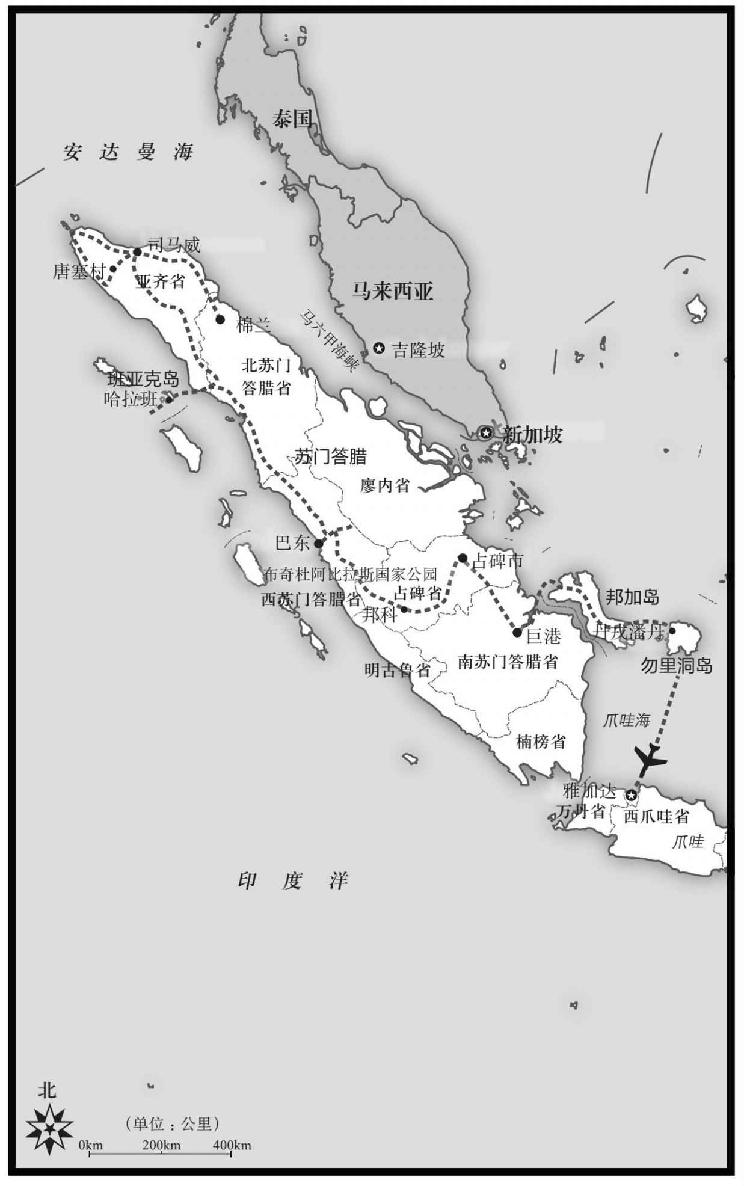 泰国
安达曼海
司马威
唐塞村
亚齐省
马来西亚
棉兰
马六甲海峡
吉隆坡
北苏门
答腊省
班亚克岛
哈拉班
新加坡
苏门答腊
廖内省
巴东
占碑市
布奇杜阿比拉斯国家公园
占碑省
西苏门答腊省
邦加岛
邦科
巨港
丹戎潘丹
南苏门答腊省
明古鲁省
勿里洞岛
爪哇海
楠榜省
雅加达
万丹省
西爪哇省
爪哇
印度洋
北
(单位:公里)
0km 200km 400km